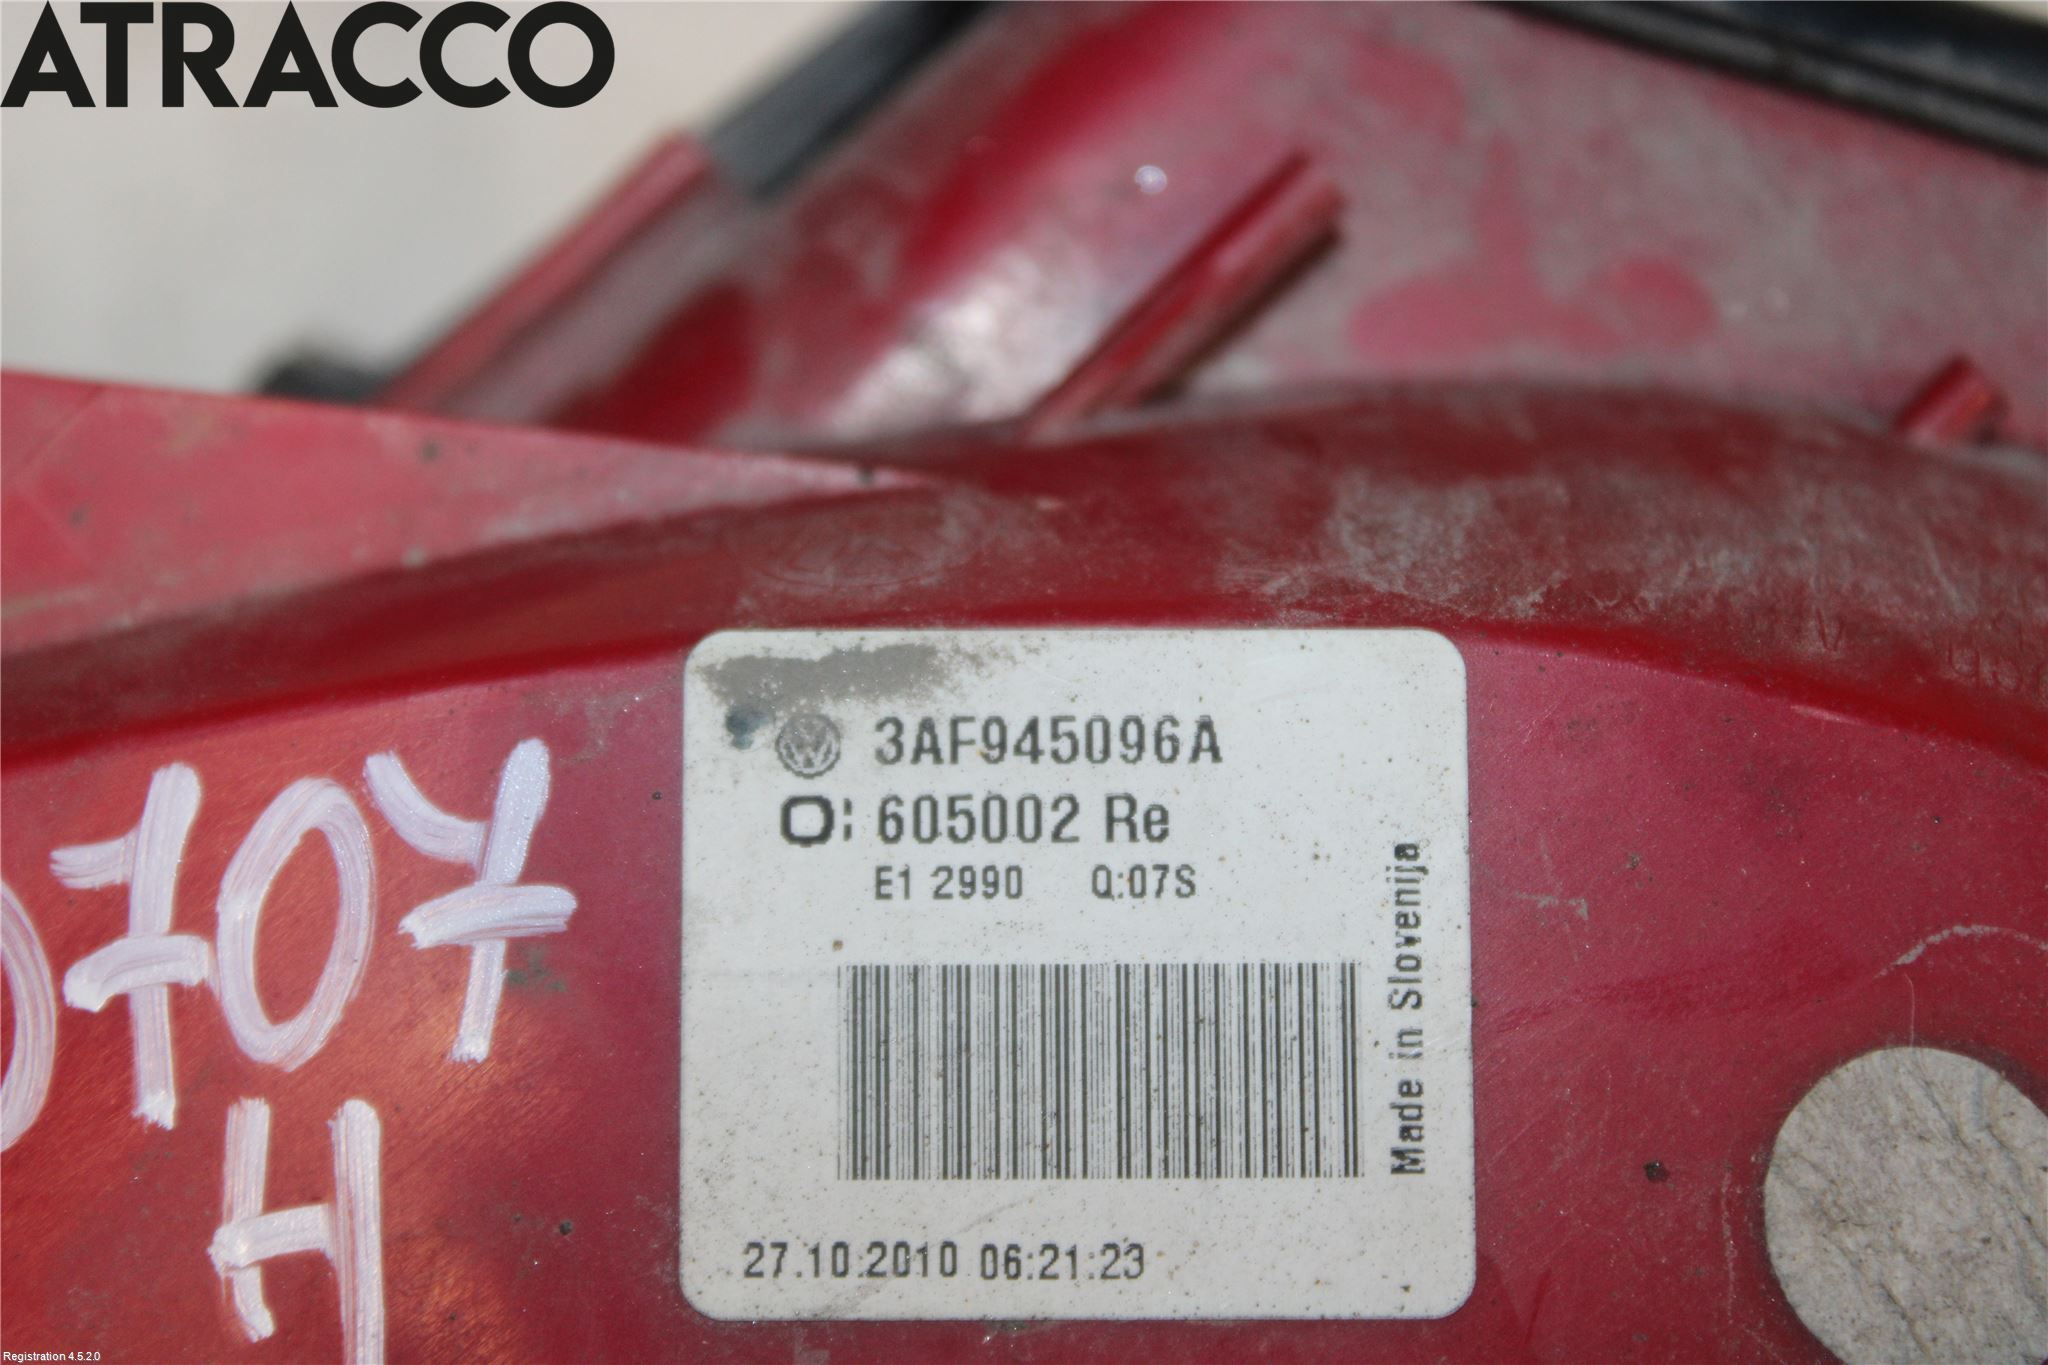 ATRACCO
3AF945096A
O: 605002 Re
E1 2990 Q:07S
Made in Slovenija
27.10.2010 06:21:23
0707
H
Registration 4.5.2.0